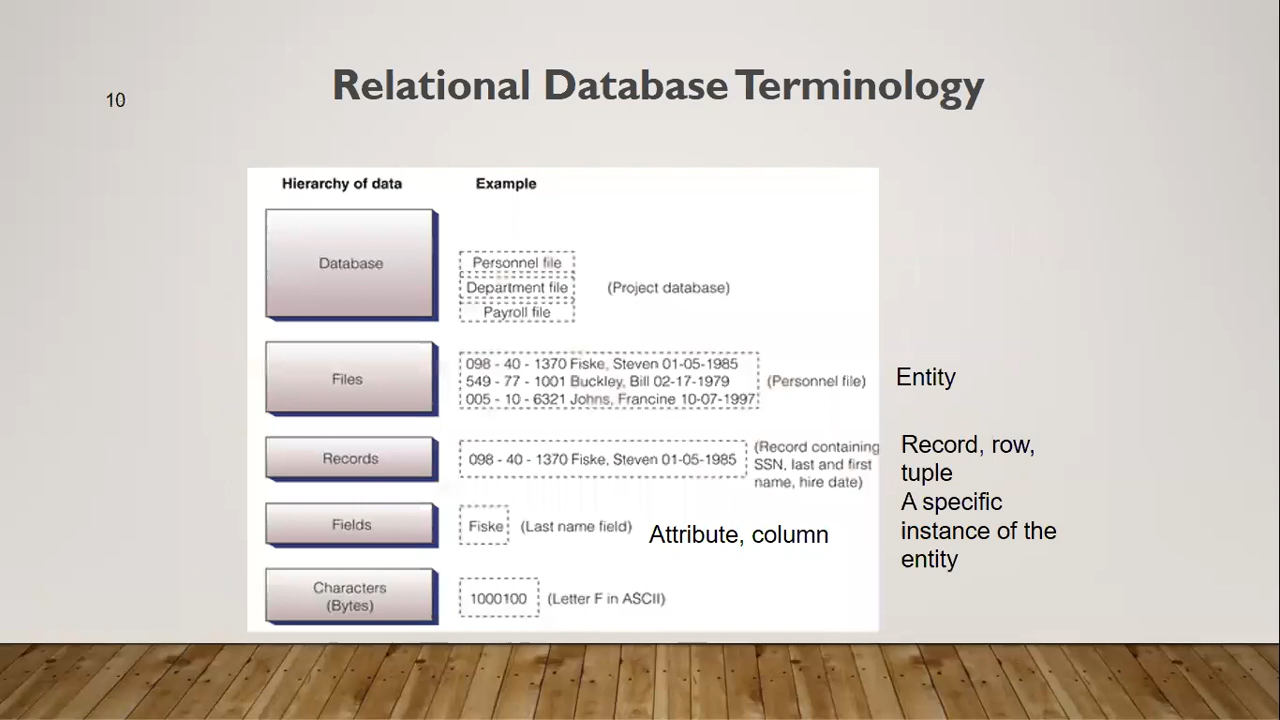 10
Relational Database Terminology
Hierarchy of data
Example
Database
Personnel file
Department file
Payroll file
(Project database)
Files
098 - 40 - 1370 Fiske, Steven 01-05-1985
549 - 77 - 1001 Buckley, Bill 02-17-1979
005 - 10 - 6321 Johns, Francine 10-07-1997
(Personnel file)
Entity
Records
098 - 40 - 1370 Fiske, Steven 01-05-1985
(Record containing
SSN, last and first
name, hire date)
Record, row,
tuple
A specific
instance of the
entity
Fields
Fiske
(Last name field)
Attribute, column
Characters
(Bytes)
1000100
(Letter F in ASCII)